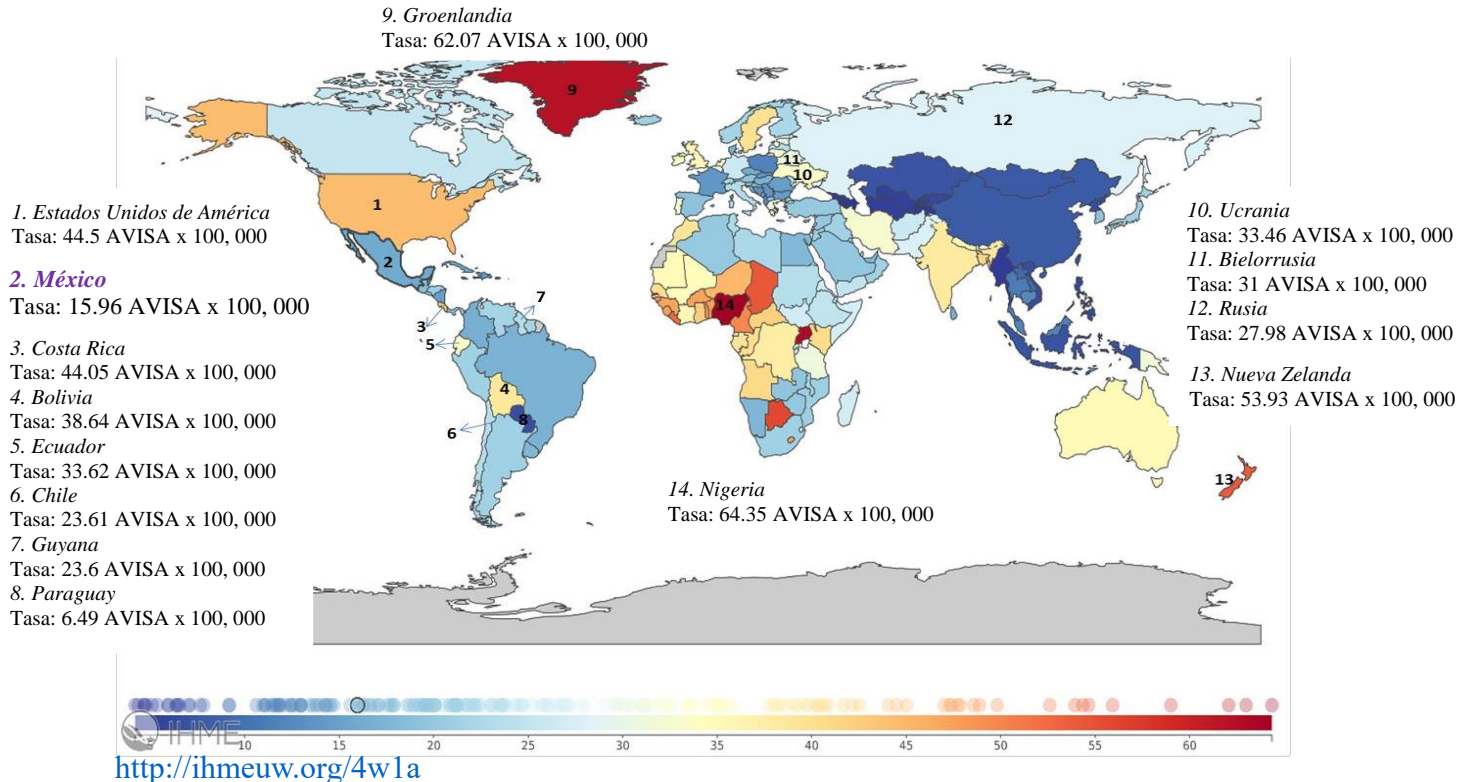 9. Groenlandia
Tasa: 62.07 AVISA x 100, 000
9
12
11
10
1
1. Estados Unidos de América
Tasa: 44.5 AVISA x 100, 000
2. México
Tasa: 15.96 AVISA x 100, 000
2
3
7
5
4
8
6
14
13
3. Costa Rica
Tasa: 44.05 AVISA x 100, 000
4. Bolivia
Tasa: 38.64 AVISA x 100, 000
5. Ecuador
Tasa: 33.62 AVISA x 100, 000
6. Chile
Tasa: 23.61 AVISA x 100, 000
7. Guyana
Tasa: 23.6 AVISA x 100, 000
8. Paraguay
Tasa: 6.49 AVISA x 100, 000
10. Ucrania
Tasa: 33.46 AVISA x 100, 000
11. Bielorrusia
Tasa: 31 AVISA x 100, 000
12. Rusia
Tasa: 27.98 AVISA x 100, 000
13. Nueva Zelanda
Tasa: 53.93 AVISA x 100, 000
14. Nigeria
Tasa: 64.35 AVISA x 100, 000
IHME
5 10 15 20 25 30 35 40 45 50 55 60
http://ihmeuw.org/4w1a